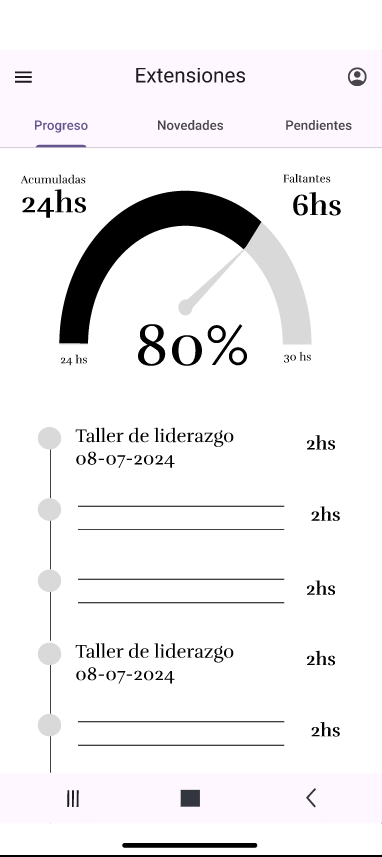 Extensiones
Progreso
Novedades
Pendientes
Acumuladas
24hs
Faltantes
6hs
80%
24 hs
30 hs
Taller de liderazgo
08-07-2024
2hs
2hs
2hs
Taller de liderazgo
08-07-2024
2hs
2hs